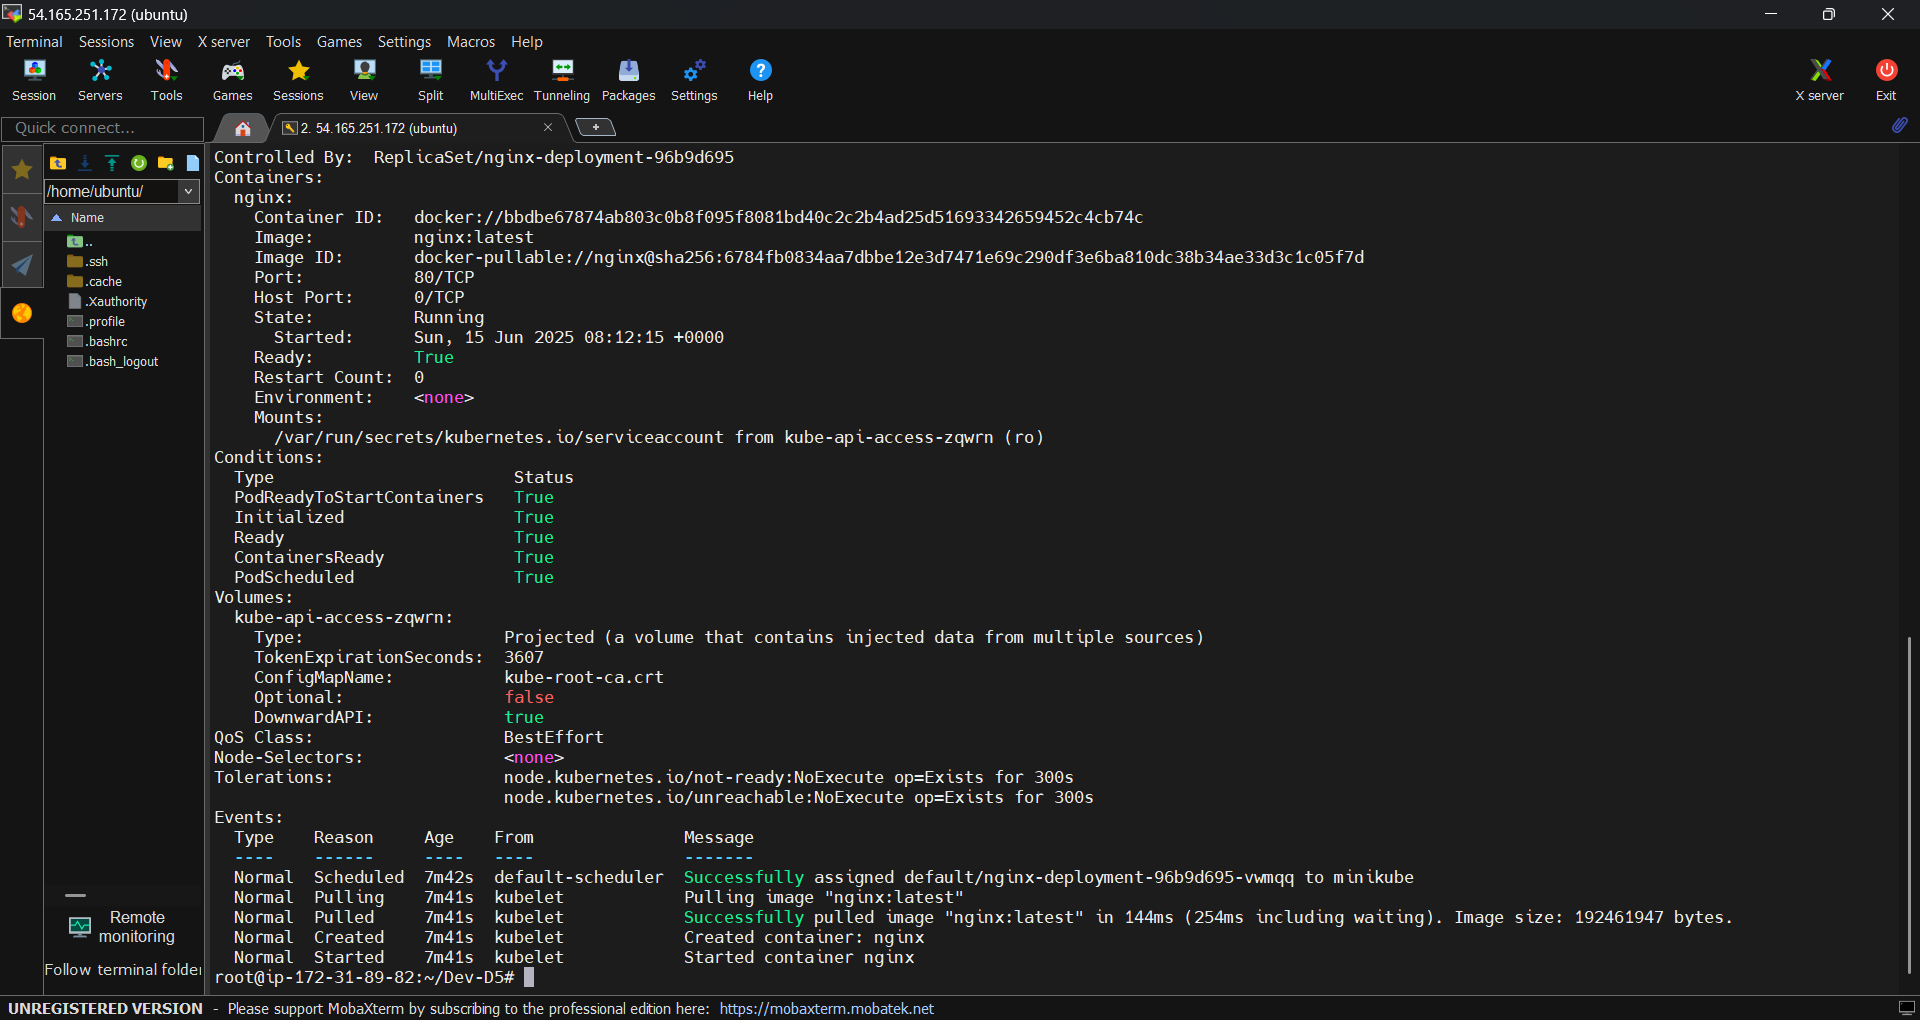 54.165.251.172 (ubuntu)
Terminal Sessions View X server Tools Games Settings Macros Help
Session Servers Tools Games Sessions View Split MultiExec Tunneling Packages Settings Help X server Exit
Quick connect...
2. 54.165.251.172 (ubuntu)
/home/ubuntu/
Name
..
.ssh
.cache
.Xauthority
.profile
.bashrc
.bash_logout
Remote
monitoring
Follow terminal folder
Controlled By:  ReplicaSet/nginx-deployment-96b9d695
Containers:
  nginx:
    Container ID:   docker://bbdbe67874ab803c0b8f095f8081bd40c2c2b4ad25d51693342659452c4cb74c
    Image:          nginx:latest
    Image ID:       docker-pullable://nginx@sha256:6784fb0834aa7dbbe12e3d7471e69c290df3e6ba810dc38b34ae33d3c1c05f7d
    Port:           80/TCP
    Host Port:      0/TCP
    State:          Running
      Started:      Sun, 15 Jun 2025 08:12:15 +0000
    Ready:          True
    Restart Count:  0
    Environment:    <none>
    Mounts:
      /var/run/secrets/kubernetes.io/serviceaccount from kube-api-access-zqwrn (ro)
Conditions:
  Type                        Status
  PodReadyToStartContainers   True
  Initialized                 True
  Ready                       True
  ContainersReady             True
  PodScheduled                True
Volumes:
  kube-api-access-zqwrn:
    Type:                    Projected (a volume that contains injected data from multiple sources)
    TokenExpirationSeconds:  3607
    ConfigMapName:           kube-root-ca.crt
    Optional:                false
    DownwardAPI:             true
QoS Class:                   BestEffort
Node-Selectors:              <none>
Tolerations:                 node.kubernetes.io/not-ready:NoExecute op=Exists for 300s
                             node.kubernetes.io/unreachable:NoExecute op=Exists for 300s
Events:
  Type    Reason     Age    From               Message
  ----    ------     ----   ----               -------
  Normal  Scheduled  7m42s  default-scheduler  Successfully assigned default/nginx-deployment-96b9d695-vwmqq to minikube
  Normal  Pulling    7m41s  kubelet            Pulling image "nginx:latest"
  Normal  Pulled     7m41s  kubelet            Successfully pulled image "nginx:latest" in 144ms (254ms including waiting). Image size: 192461947 bytes.
  Normal  Created    7m41s  kubelet            Created container: nginx
  Normal  Started    7m41s  kubelet            Started container nginx
root@ip-172-31-89-82:~/Dev-D5#
UNREGISTERED VERSION - Please support MobaXterm by subscribing to the professional edition here: https://mobaxterm.mobatek.net